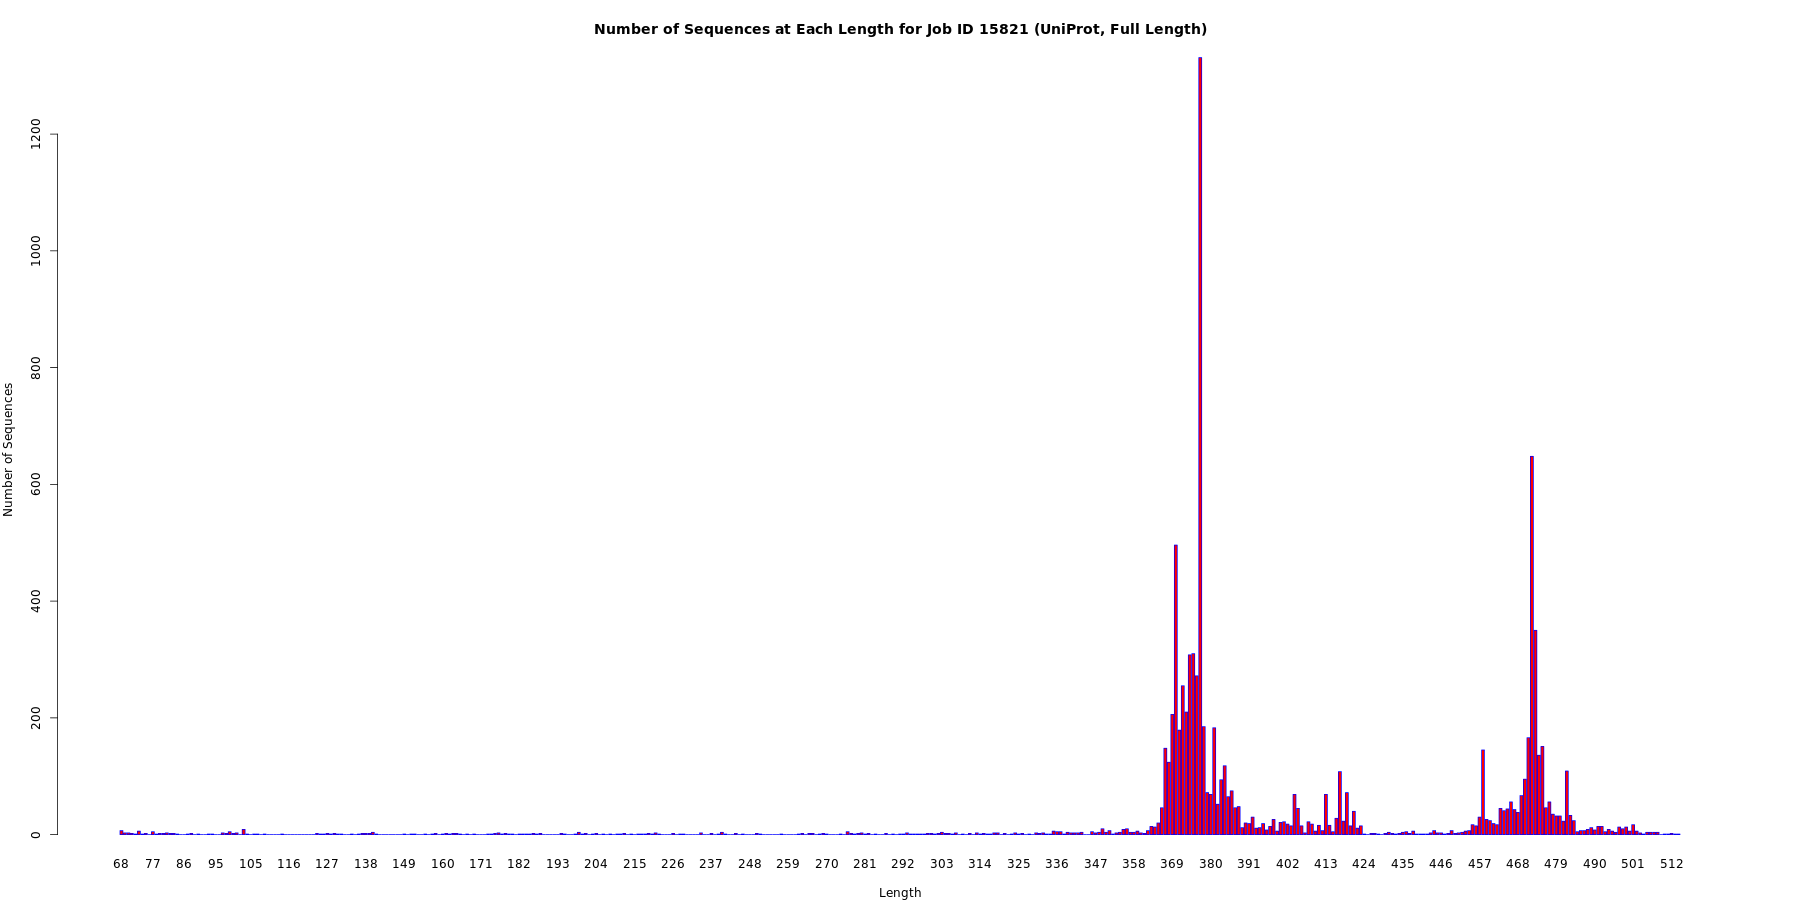 Number of Sequences at Each Length for Job ID 15821 (UniProt, Full Length)
Number of Sequences
1200
1000
800
600
400
200
0
68 77 86 95 105 116 127 138 149 160 171 182 193 204 215 226 237 248 259 270 281 292 303 314 325 336 347 358 369 380 391 402 413 424 435 446 457 468 479 490 501 512
Length